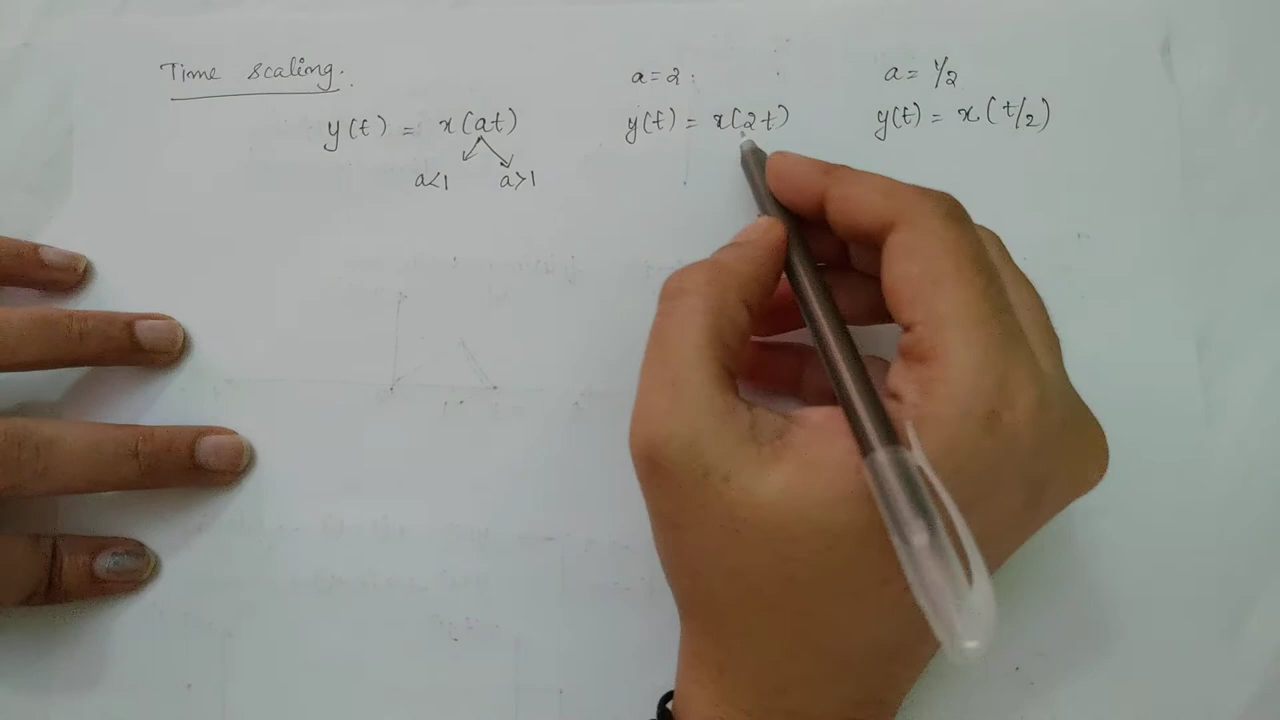 Time scaling.
a = 2 :
a = 1/2
y(t) = x(at)
y(t) = x(2t)
y(t) = x(t/2)
a<1 a>1